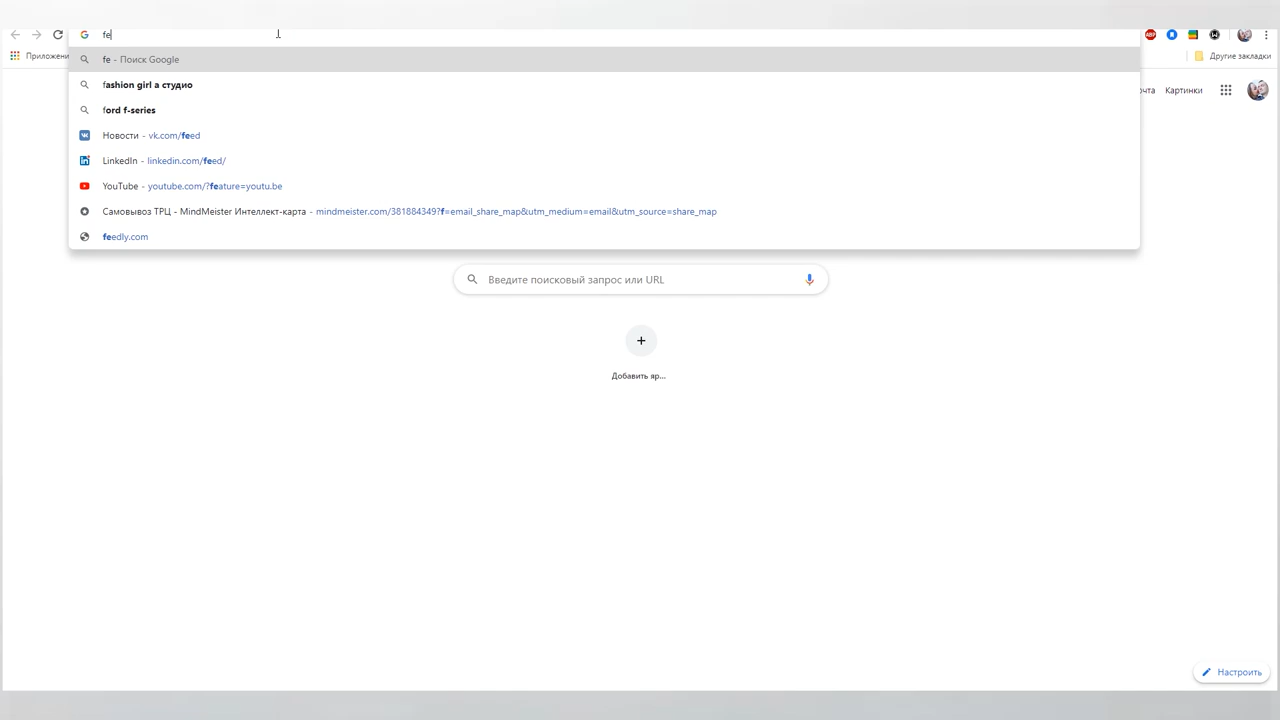 fe
Приложени
Другие закладки
fe - Поиск Google
fashion girl а студио
ford f-series
Новости - vk.com/feed
LinkedIn - linkedin.com/feed/
YouTube - youtube.com/?feature=youtu.be
Самовывоз ТРЦ - MindMeister Интеллект-карта - mindmeister.com/381884349?f=email_share_map&utm_medium=email&utm_source=share_map
feedly.com
очта Картинки
Введите поисковый запрос или URL
Добавить яр...
Настроить